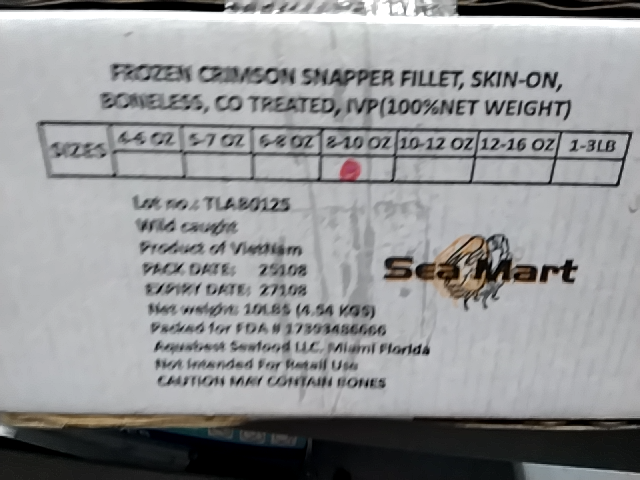 FROZEN CRIMSON SNAPPER FILLET, SKIN-ON,
BONELESS, CO TREATED, IVP(100%NET WEIGHT)
SIZES 4-6 OZ 5-7 OZ 6-8 OZ 8-10 OZ 10-12 OZ 12-16 OZ 1-3LB
Lot no.: TLAB0125
Wild caught
Product of Vietnam
PACK DATE: 25108
EXPIRY DATE: 27108
Net weight: 10LBS (4.54 KGS)
Packed for FDA # 17393486666
Aquabest Seafood LLC. Miami Florida
Not Intended For Retail Use
CAUTION MAY CONTAIN BONES
Sea Mart